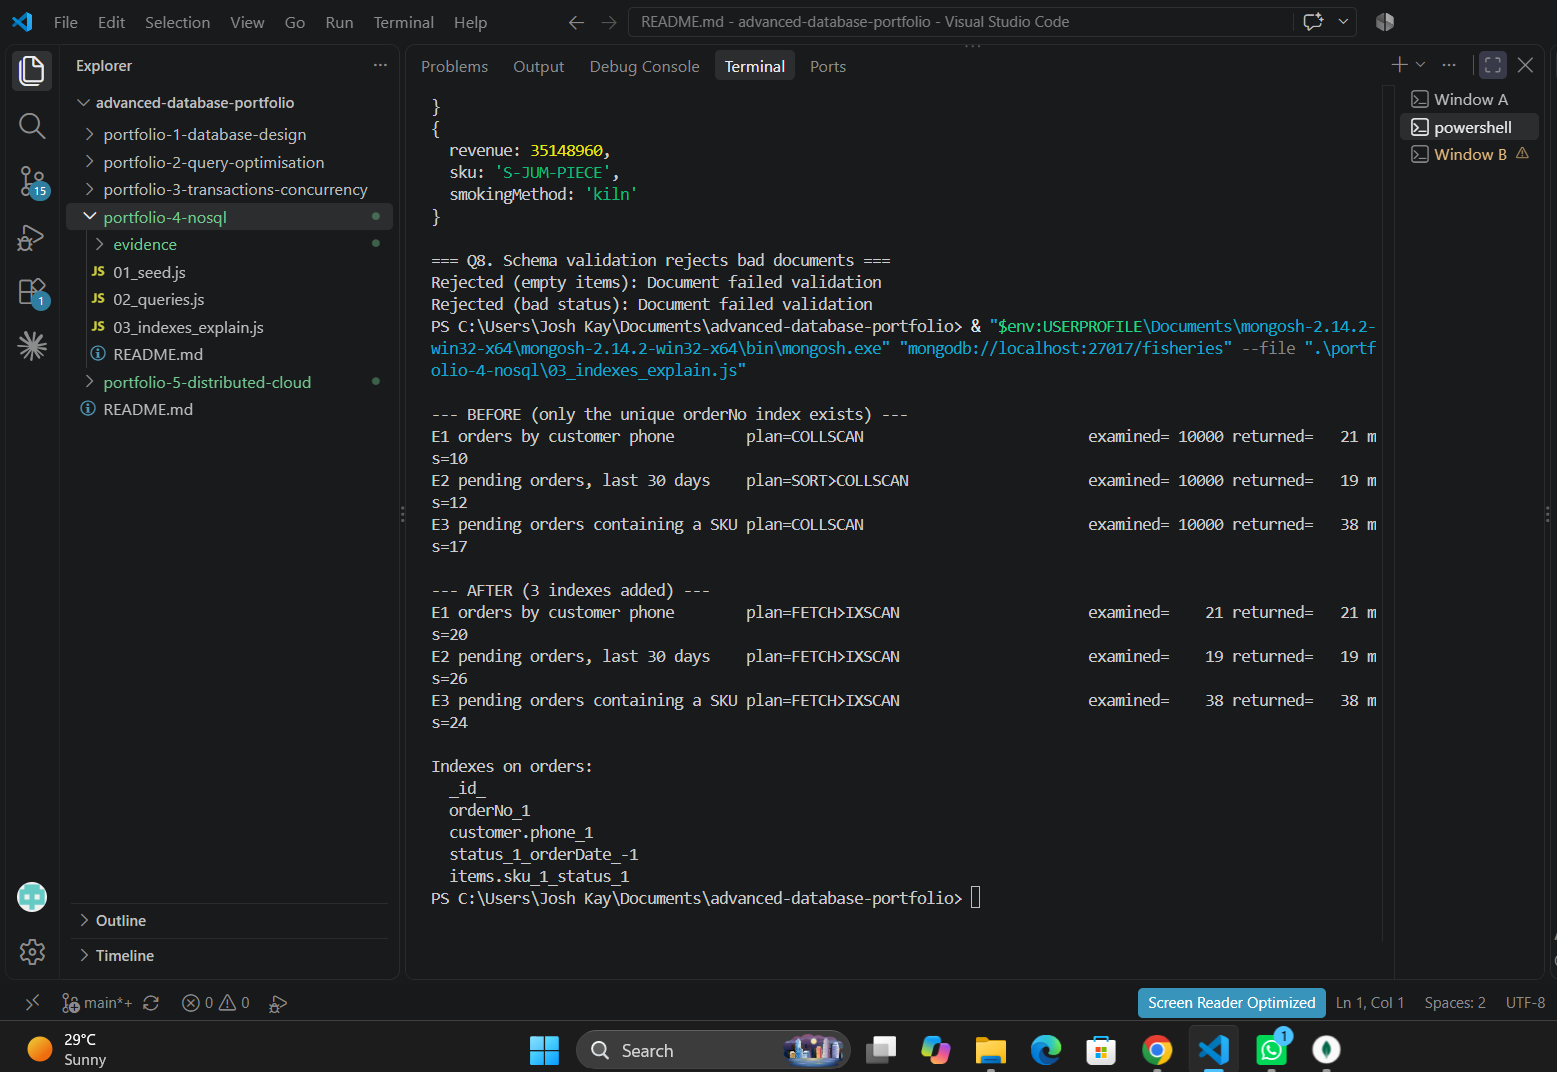 File Edit Selection View Go Run Terminal Help
README.md - advanced-database-portfolio - Visual Studio Code
Explorer
advanced-database-portfolio
portfolio-1-database-design
portfolio-2-query-optimisation
portfolio-3-transactions-concurrency
portfolio-4-nosql
evidence
JS 01_seed.js
JS 02_queries.js
JS 03_indexes_explain.js
README.md
portfolio-5-distributed-cloud
README.md
15
1
Outline
Timeline
Problems Output Debug Console Terminal Ports
Window A
powershell
Window B
}
{
revenue: 35148960,
sku: 'S-JUM-PIECE',
smokingMethod: 'kiln'
}
=== Q8. Schema validation rejects bad documents ===
Rejected (empty items): Document failed validation
Rejected (bad status): Document failed validation
PS C:\Users\Josh Kay\Documents\advanced-database-portfolio> & "$env:USERPROFILE\Documents\mongosh-2.14.2-
win32-x64\mongosh-2.14.2-win32-x64\bin\mongosh.exe" "mongodb://localhost:27017/fisheries" --file ".\portf
olio-4-nosql\03_indexes_explain.js"
--- BEFORE (only the unique orderNo index exists) ---
E1 orders by customer phone plan=COLLSCAN examined= 10000 returned= 21 m
s=10
E2 pending orders, last 30 days plan=SORT>COLLSCAN examined= 10000 returned= 19 m
s=12
E3 pending orders containing a SKU plan=COLLSCAN examined= 10000 returned= 38 m
s=17
--- AFTER (3 indexes added) ---
E1 orders by customer phone plan=FETCH>IXSCAN examined= 21 returned= 21 m
s=20
E2 pending orders, last 30 days plan=FETCH>IXSCAN examined= 19 returned= 19 m
s=26
E3 pending orders containing a SKU plan=FETCH>IXSCAN examined= 38 returned= 38 m
s=24
Indexes on orders:
_id_
orderNo_1
customer.phone_1
status_1_orderDate_-1
items.sku_1_status_1
PS C:\Users\Josh Kay\Documents\advanced-database-portfolio>
main*+ 0 0 Screen Reader Optimized Ln 1, Col 1 Spaces: 2 UTF-8
29°C
Sunny
Search
1